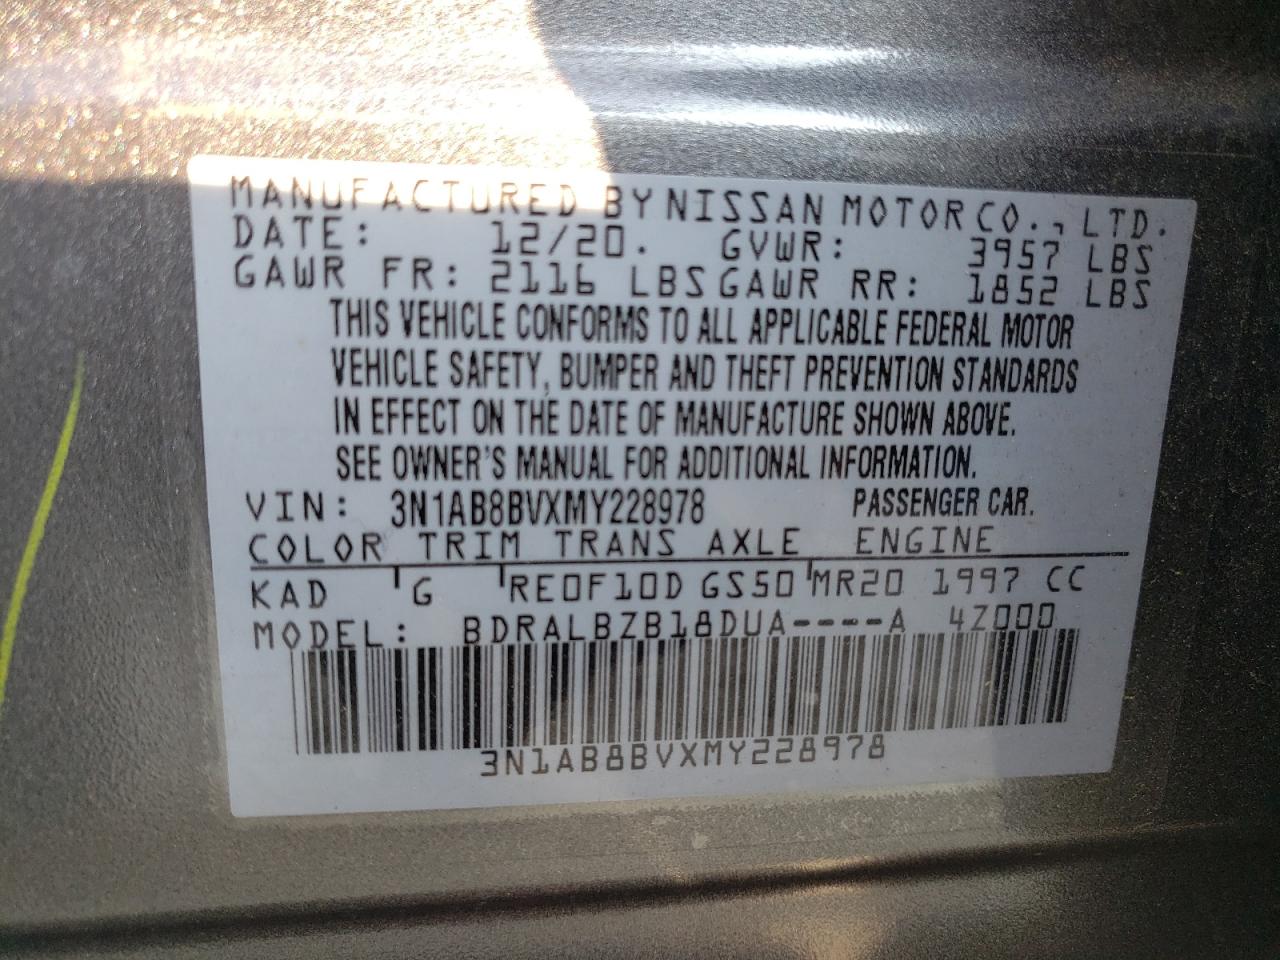 MANUFACTURED BY NISSAN MOTOR CO., LTD.
DATE: 12/20. GVWR: 3957 LBS
GAWR FR: 2116 LBS GAWR RR: 1852 LBS
THIS VEHICLE CONFORMS TO ALL APPLICABLE FEDERAL MOTOR
VEHICLE SAFETY, BUMPER AND THEFT PREVENTION STANDARDS
IN EFFECT ON THE DATE OF MANUFACTURE SHOWN ABOVE.
SEE OWNER'S MANUAL FOR ADDITIONAL INFORMATION.
VIN: 3N1AB8BVXMY228978 PASSENGER CAR.
COLOR TRIM TRANS AXLE ENGINE
KAD G RE0F10D GS50 MR20 1997 CC
MODEL: BDRALBZB18DUA----A 4Z000
3N1AB8BVXMY228978